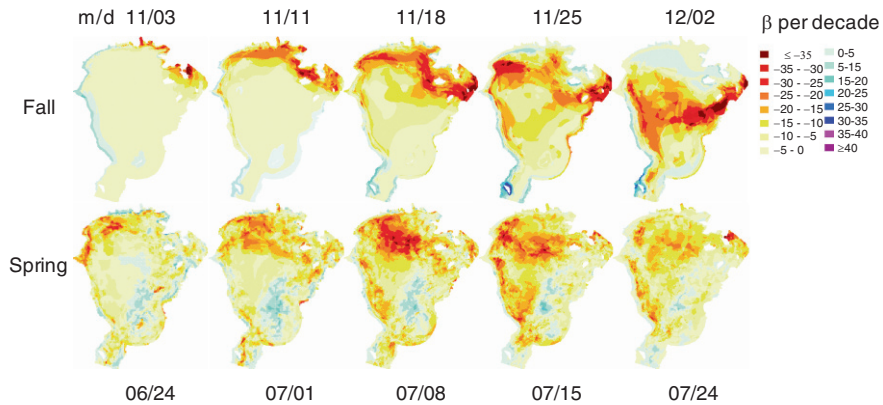 m/d 11/03 11/11 11/18 11/25 12/02
β per decade
≤ −35 0-5
−35 - −30 5-15
−30 - −25 15-20
−25 - −20 20-25
−20 - −15 25-30
−15 - −10 30-35
−10 - −5 35-40
−5 - 0 ≥40
Fall
Spring
06/24 07/01 07/08 07/15 07/24